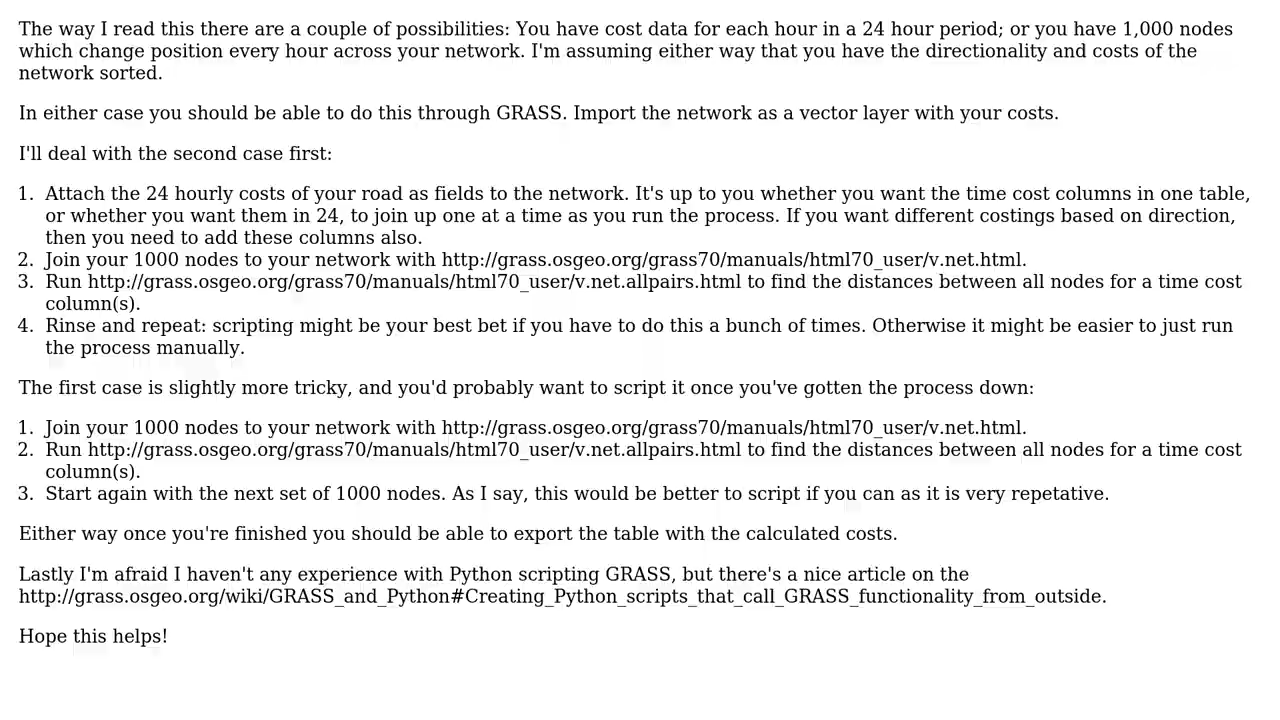 The way I read this there are a couple of possibilities: You have cost data for each hour in a 24 hour period; or you have 1,000 nodes
which change position every hour across your network. I'm assuming either way that you have the directionality and costs of the
network sorted.
In either case you should be able to do this through GRASS. Import the network as a vector layer with your costs.
I'll deal with the second case first:
1. Attach the 24 hourly costs of your road as fields to the network. It's up to you whether you want the time cost columns in one table,
or whether you want them in 24, to join up one at a time as you run the process. If you want different costings based on direction,
then you need to add these columns also.
2. Join your 1000 nodes to your network with http://grass.osgeo.org/grass70/manuals/html70_user/v.net.html.
3. Run http://grass.osgeo.org/grass70/manuals/html70_user/v.net.allpairs.html to find the distances between all nodes for a time cost
column(s).
4. Rinse and repeat: scripting might be your best bet if you have to do this a bunch of times. Otherwise it might be easier to just run
the process manually.
The first case is slightly more tricky, and you'd probably want to script it once you've gotten the process down:
1. Join your 1000 nodes to your network with http://grass.osgeo.org/grass70/manuals/html70_user/v.net.html.
2. Run http://grass.osgeo.org/grass70/manuals/html70_user/v.net.allpairs.html to find the distances between all nodes for a time cost
column(s).
3. Start again with the next set of 1000 nodes. As I say, this would be better to script if you can as it is very repetative.
Either way once you're finished you should be able to export the table with the calculated costs.
Lastly I'm afraid I haven't any experience with Python scripting GRASS, but there's a nice article on the
http://grass.osgeo.org/wiki/GRASS_and_Python#Creating_Python_scripts_that_call_GRASS_functionality_from_outside.
Hope this helps!